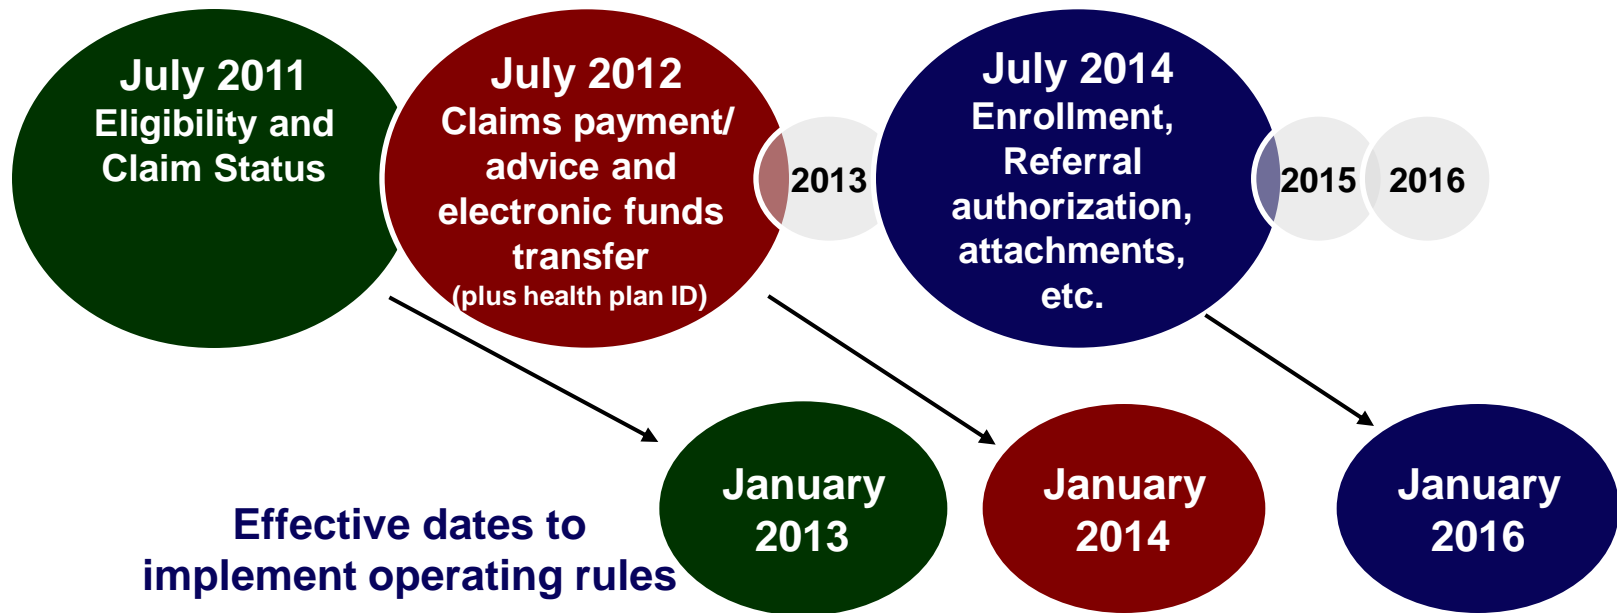 July 2011
Eligibility and
Claim Status
July 2012
Claims payment/
advice and
electronic funds
transfer
(plus health plan ID)
2013
July 2014
Enrollment,
Referral
authorization,
attachments,
etc.
2015
2016
Effective dates to
implement operating rules
January
2013
January
2014
January
2016